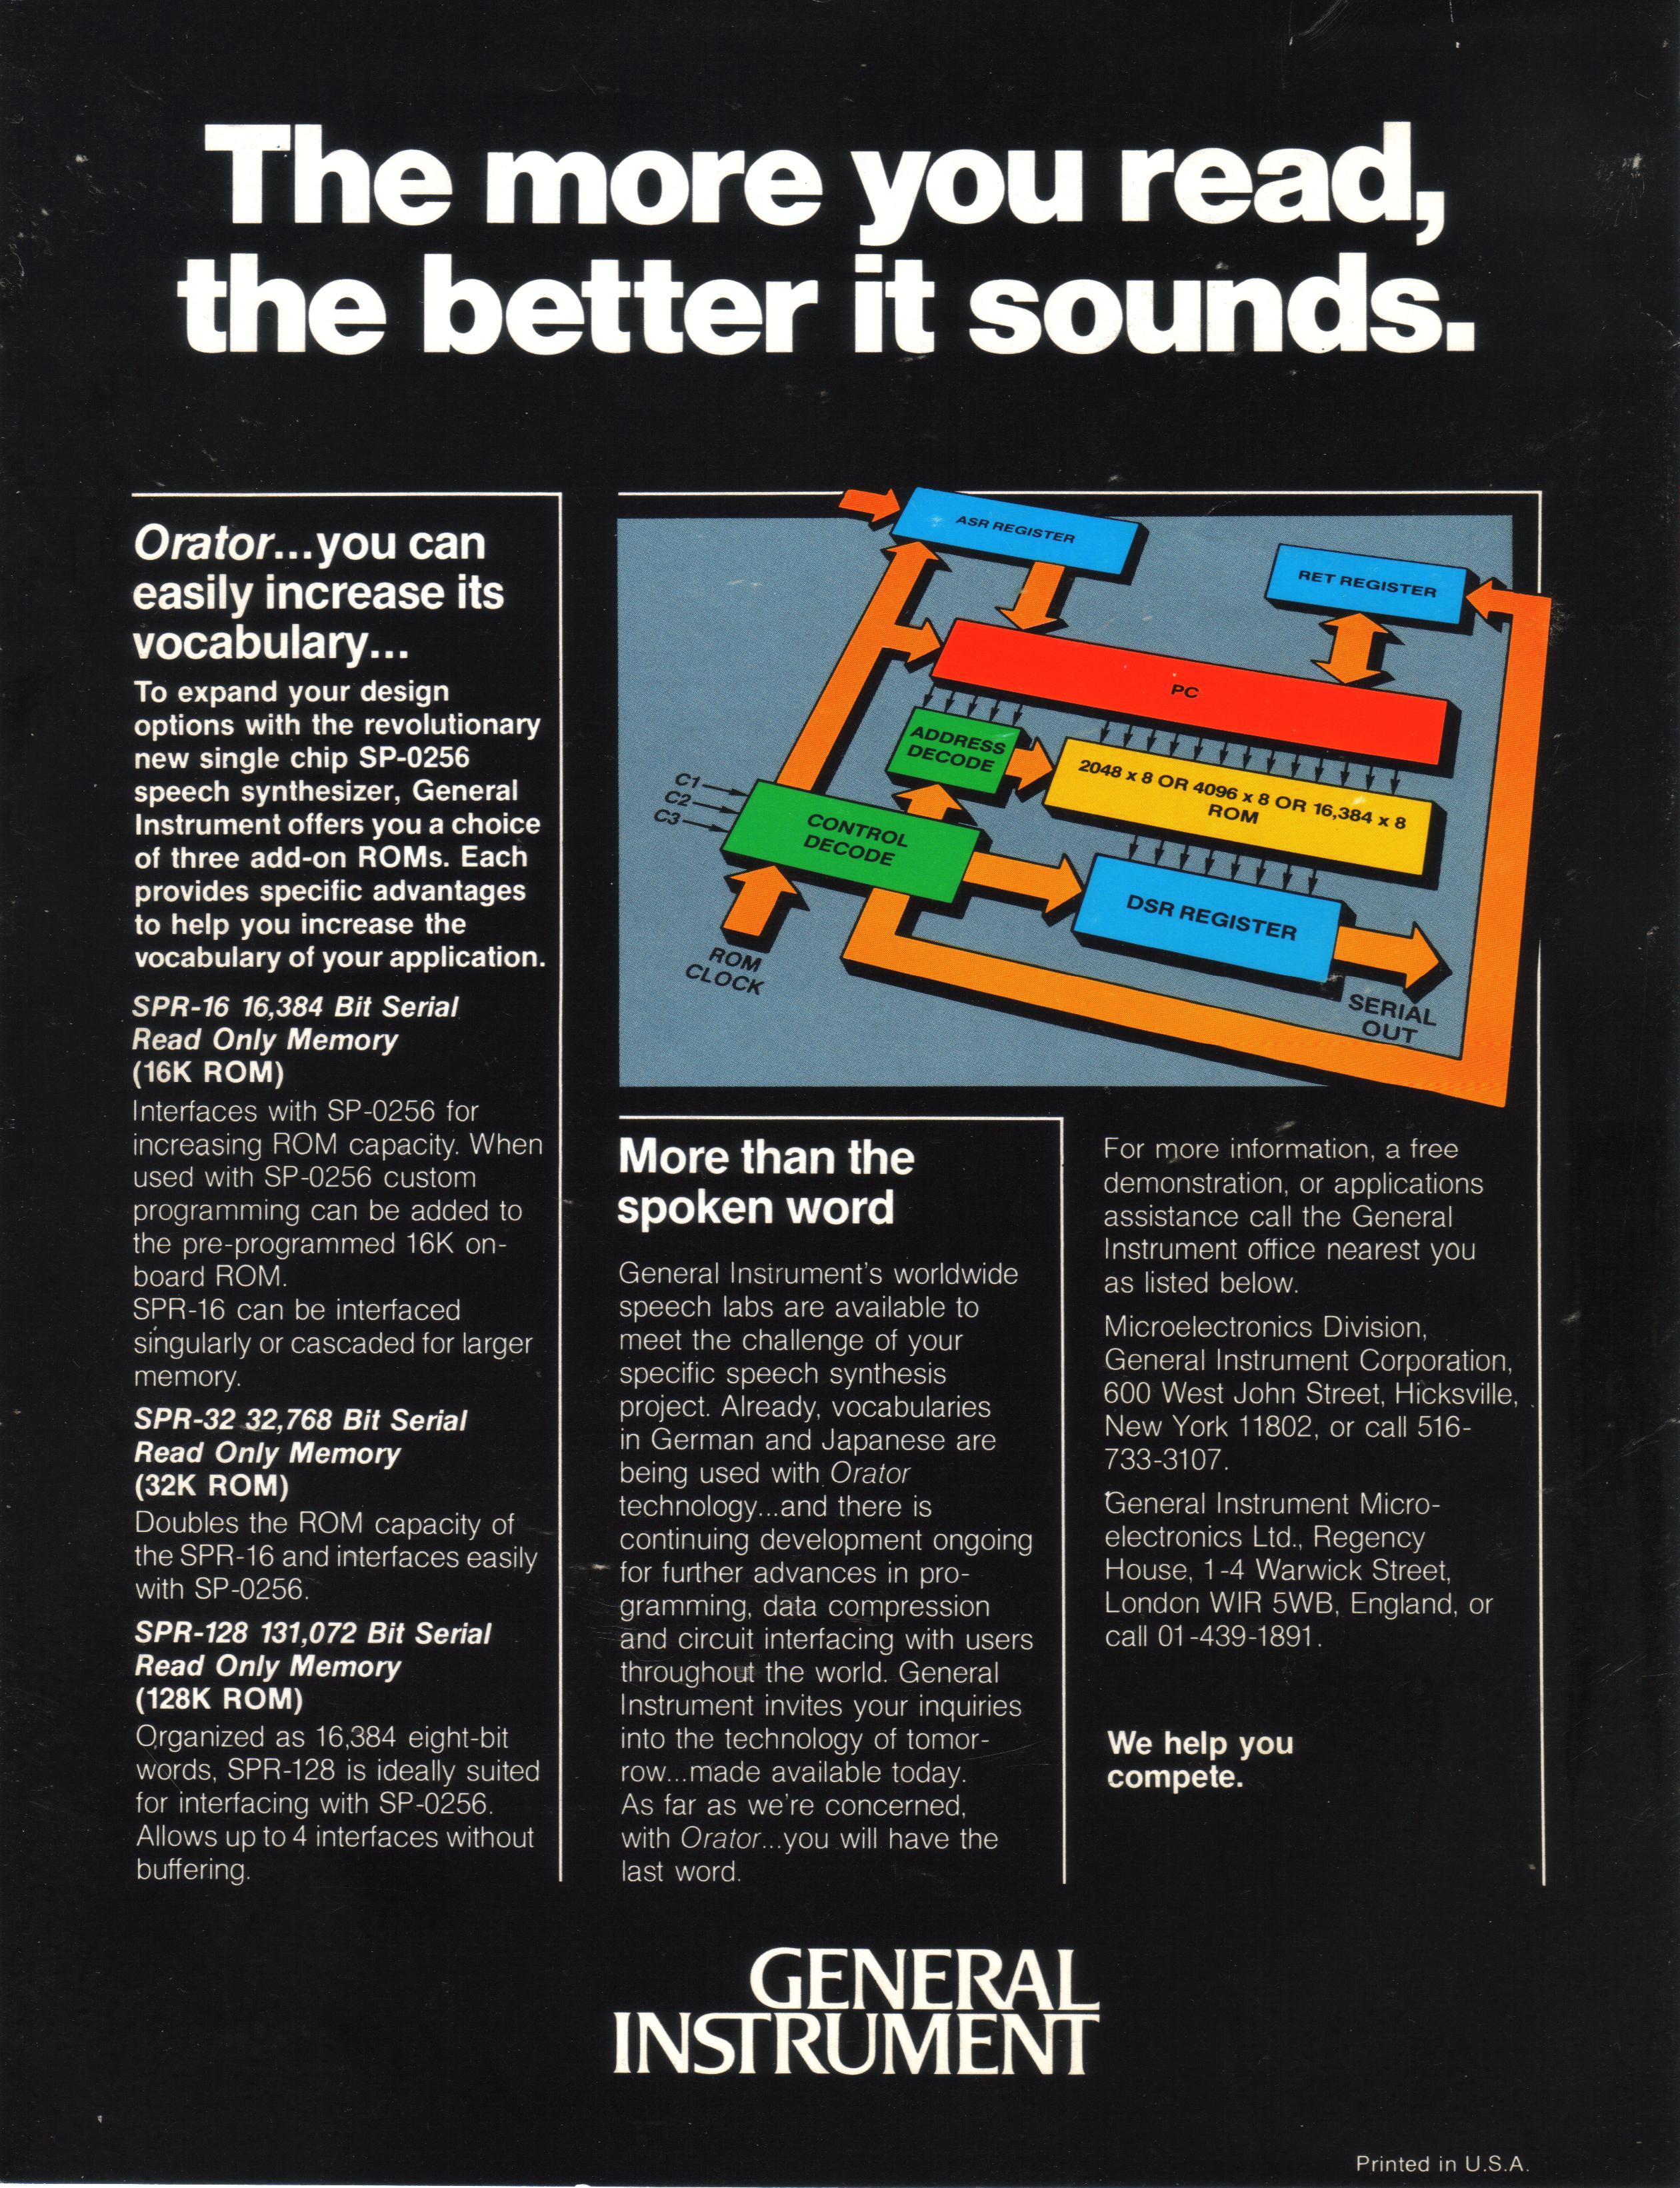 The more you read,
the better it sounds.
Orator...you can
easily increase its
vocabulary...
To expand your design
options with the revolutionary
new single chip SP-0256
speech synthesizer, General
Instrument offers you a choice
of three add-on ROMs. Each
provides specific advantages
to help you increase the
vocabulary of your application.
SPR-16 16,384 Bit Serial
Read Only Memory
(16K ROM)
Interfaces with SP-0256 for
increasing ROM capacity. When
used with SP-0256 custom
programming can be added to
the pre-programmed 16K on-
board ROM.
SPR-16 can be interfaced
singularly or cascaded for larger
memory.
SPR-32 32,768 Bit Serial
Read Only Memory
(32K ROM)
Doubles the ROM capacity of
the SPR-16 and interfaces easily
with SP-0256.
SPR-128 131,072 Bit Serial
Read Only Memory
(128K ROM)
Organized as 16,384 eight-bit
words, SPR-128 is ideally suited
for interfacing with SP-0256.
Allows up to 4 interfaces without
buffering.
ASR REGISTER
RET REGISTER
PC
ADDRESS
DECODE
2048 x 8 OR 4096 x 8 OR 16,384 x 8
ROM
C1
C2
C3
CONTROL
DECODE
DSR REGISTER
ROM
CLOCK
SERIAL
OUT
More than the
spoken word
General Instrument's worldwide
speech labs are available to
meet the challenge of your
specific speech synthesis
project. Already, vocabularies
in German and Japanese are
being used with Orator
technology...and there is
continuing development ongoing
for further advances in pro-
gramming, data compression
and circuit interfacing with users
throughout the world. General
Instrument invites your inquiries
into the technology of tomor-
row...made available today.
As far as we're concerned,
with Orator...you will have the
last word.
For more information, a free
demonstration, or applications
assistance call the General
Instrument office nearest you
as listed below.
Microelectronics Division,
General Instrument Corporation,
600 West John Street, Hicksville,
New York 11802, or call 516-
733-3107.
General Instrument Micro-
electronics Ltd., Regency
House, 1-4 Warwick Street,
London WIR 5WB, England, or
call 01-439-1891.
We help you
compete.
GENERAL
INSTRUMENT
Printed in U.S.A.